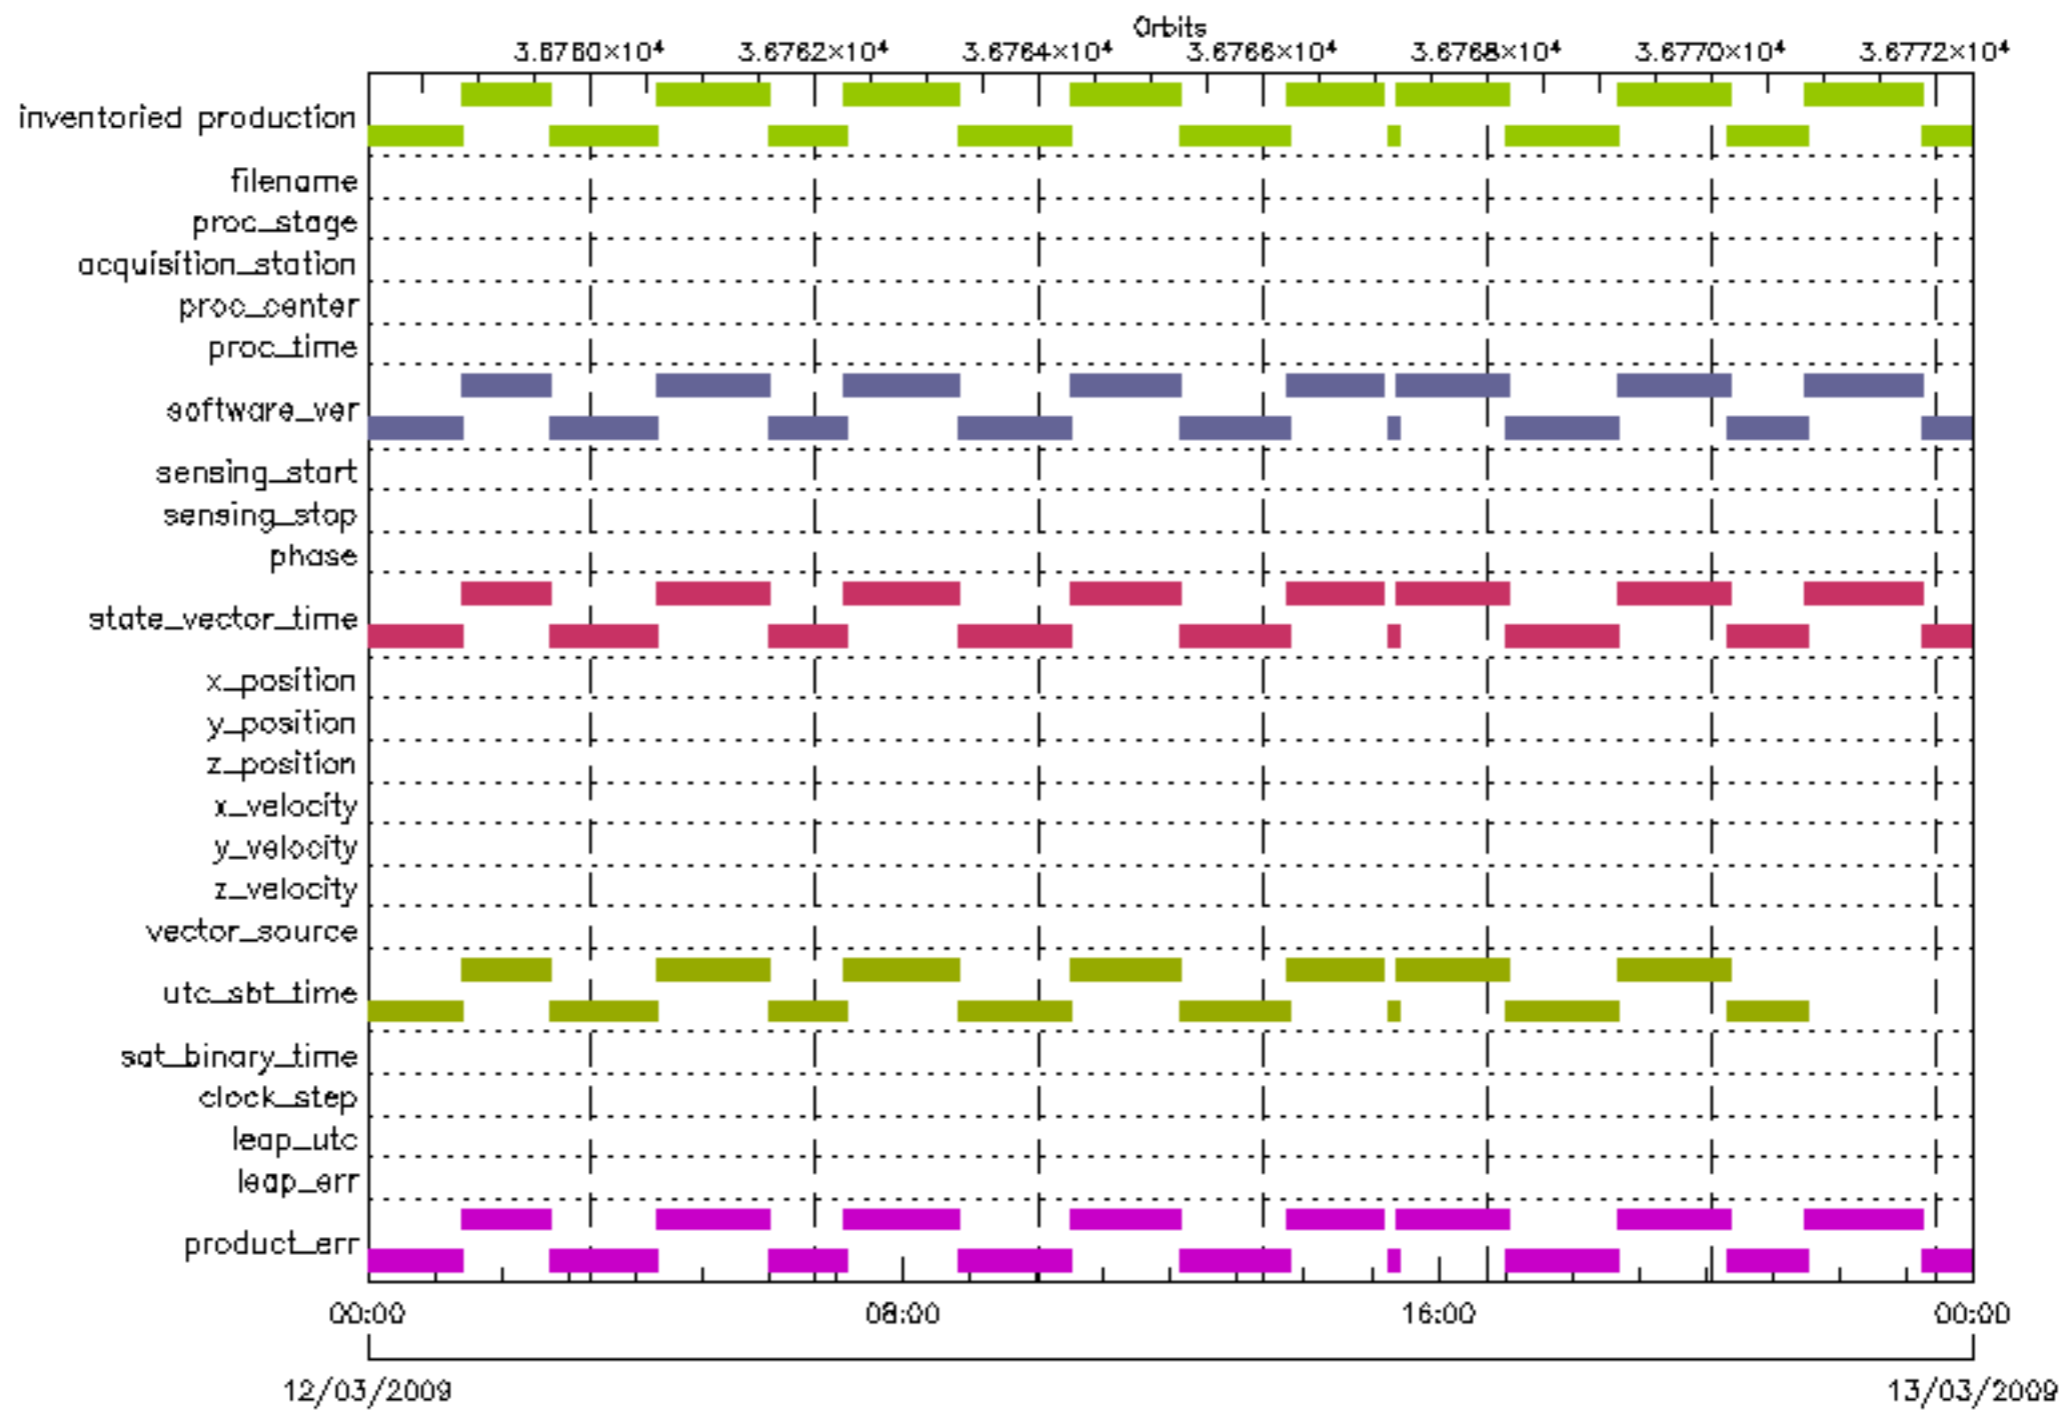 Orbits
3.6760×10⁴ 3.6762×10⁴ 3.6764×10⁴ 3.6766×10⁴ 3.6768×10⁴ 3.6770×10⁴ 3.6772×10⁴
inventoried production
filename
proc_stage
acquisition_station
proc_center
proc_time
software_ver
sensing_start
sensing_stop
phase
state_vector_time
x_position
y_position
z_position
x_velocity
y_velocity
z_velocity
vector_source
utc_sbt_time
sat_binary_time
clock_step
leap_utc
leap_err
product_err
00:00 08:00 16:00 00:00
12/03/2009 13/03/2009